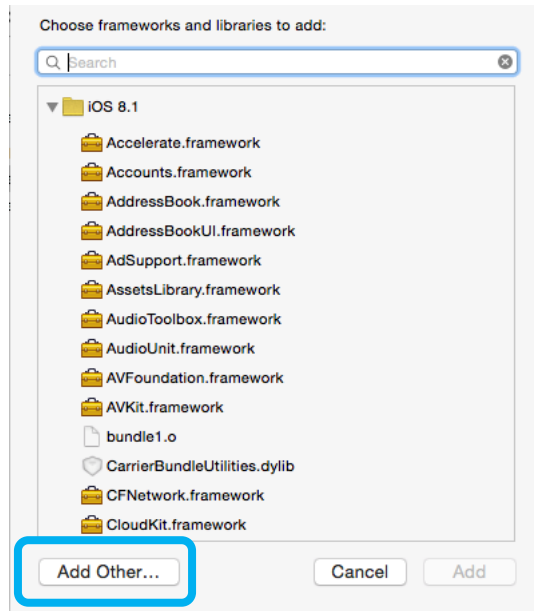 Choose frameworks and libraries to add:
Search
iOS 8.1
Accelerate.framework
Accounts.framework
AddressBook.framework
AddressBookUI.framework
AdSupport.framework
AssetsLibrary.framework
AudioToolbox.framework
AudioUnit.framework
AVFoundation.framework
AVKit.framework
bundle1.o
CarrierBundleUtilities.dylib
CFNetwork.framework
CloudKit.framework
Add Other... Cancel Add